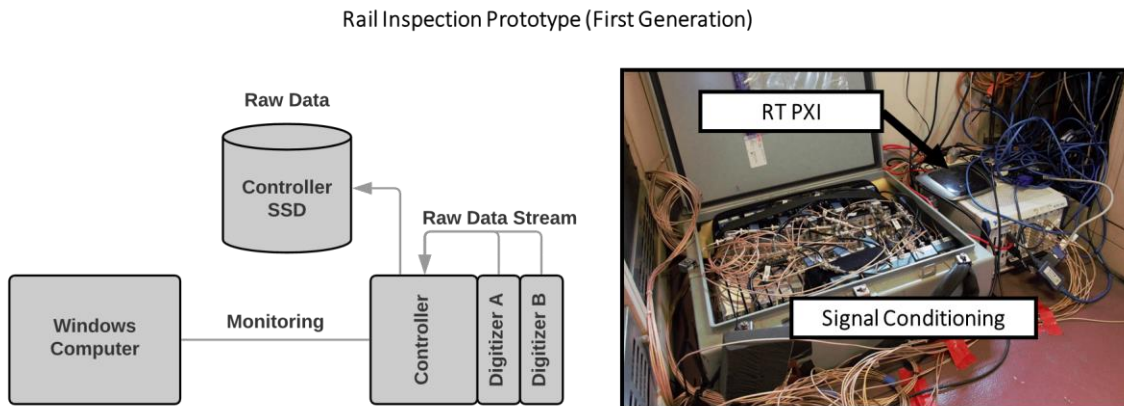 Rail Inspection Prototype (First Generation)
Raw Data
Controller
SSD
Raw Data Stream
Windows
Computer
Monitoring
Controller
Digitizer A
Digitizer B
RT PXI
Signal Conditioning